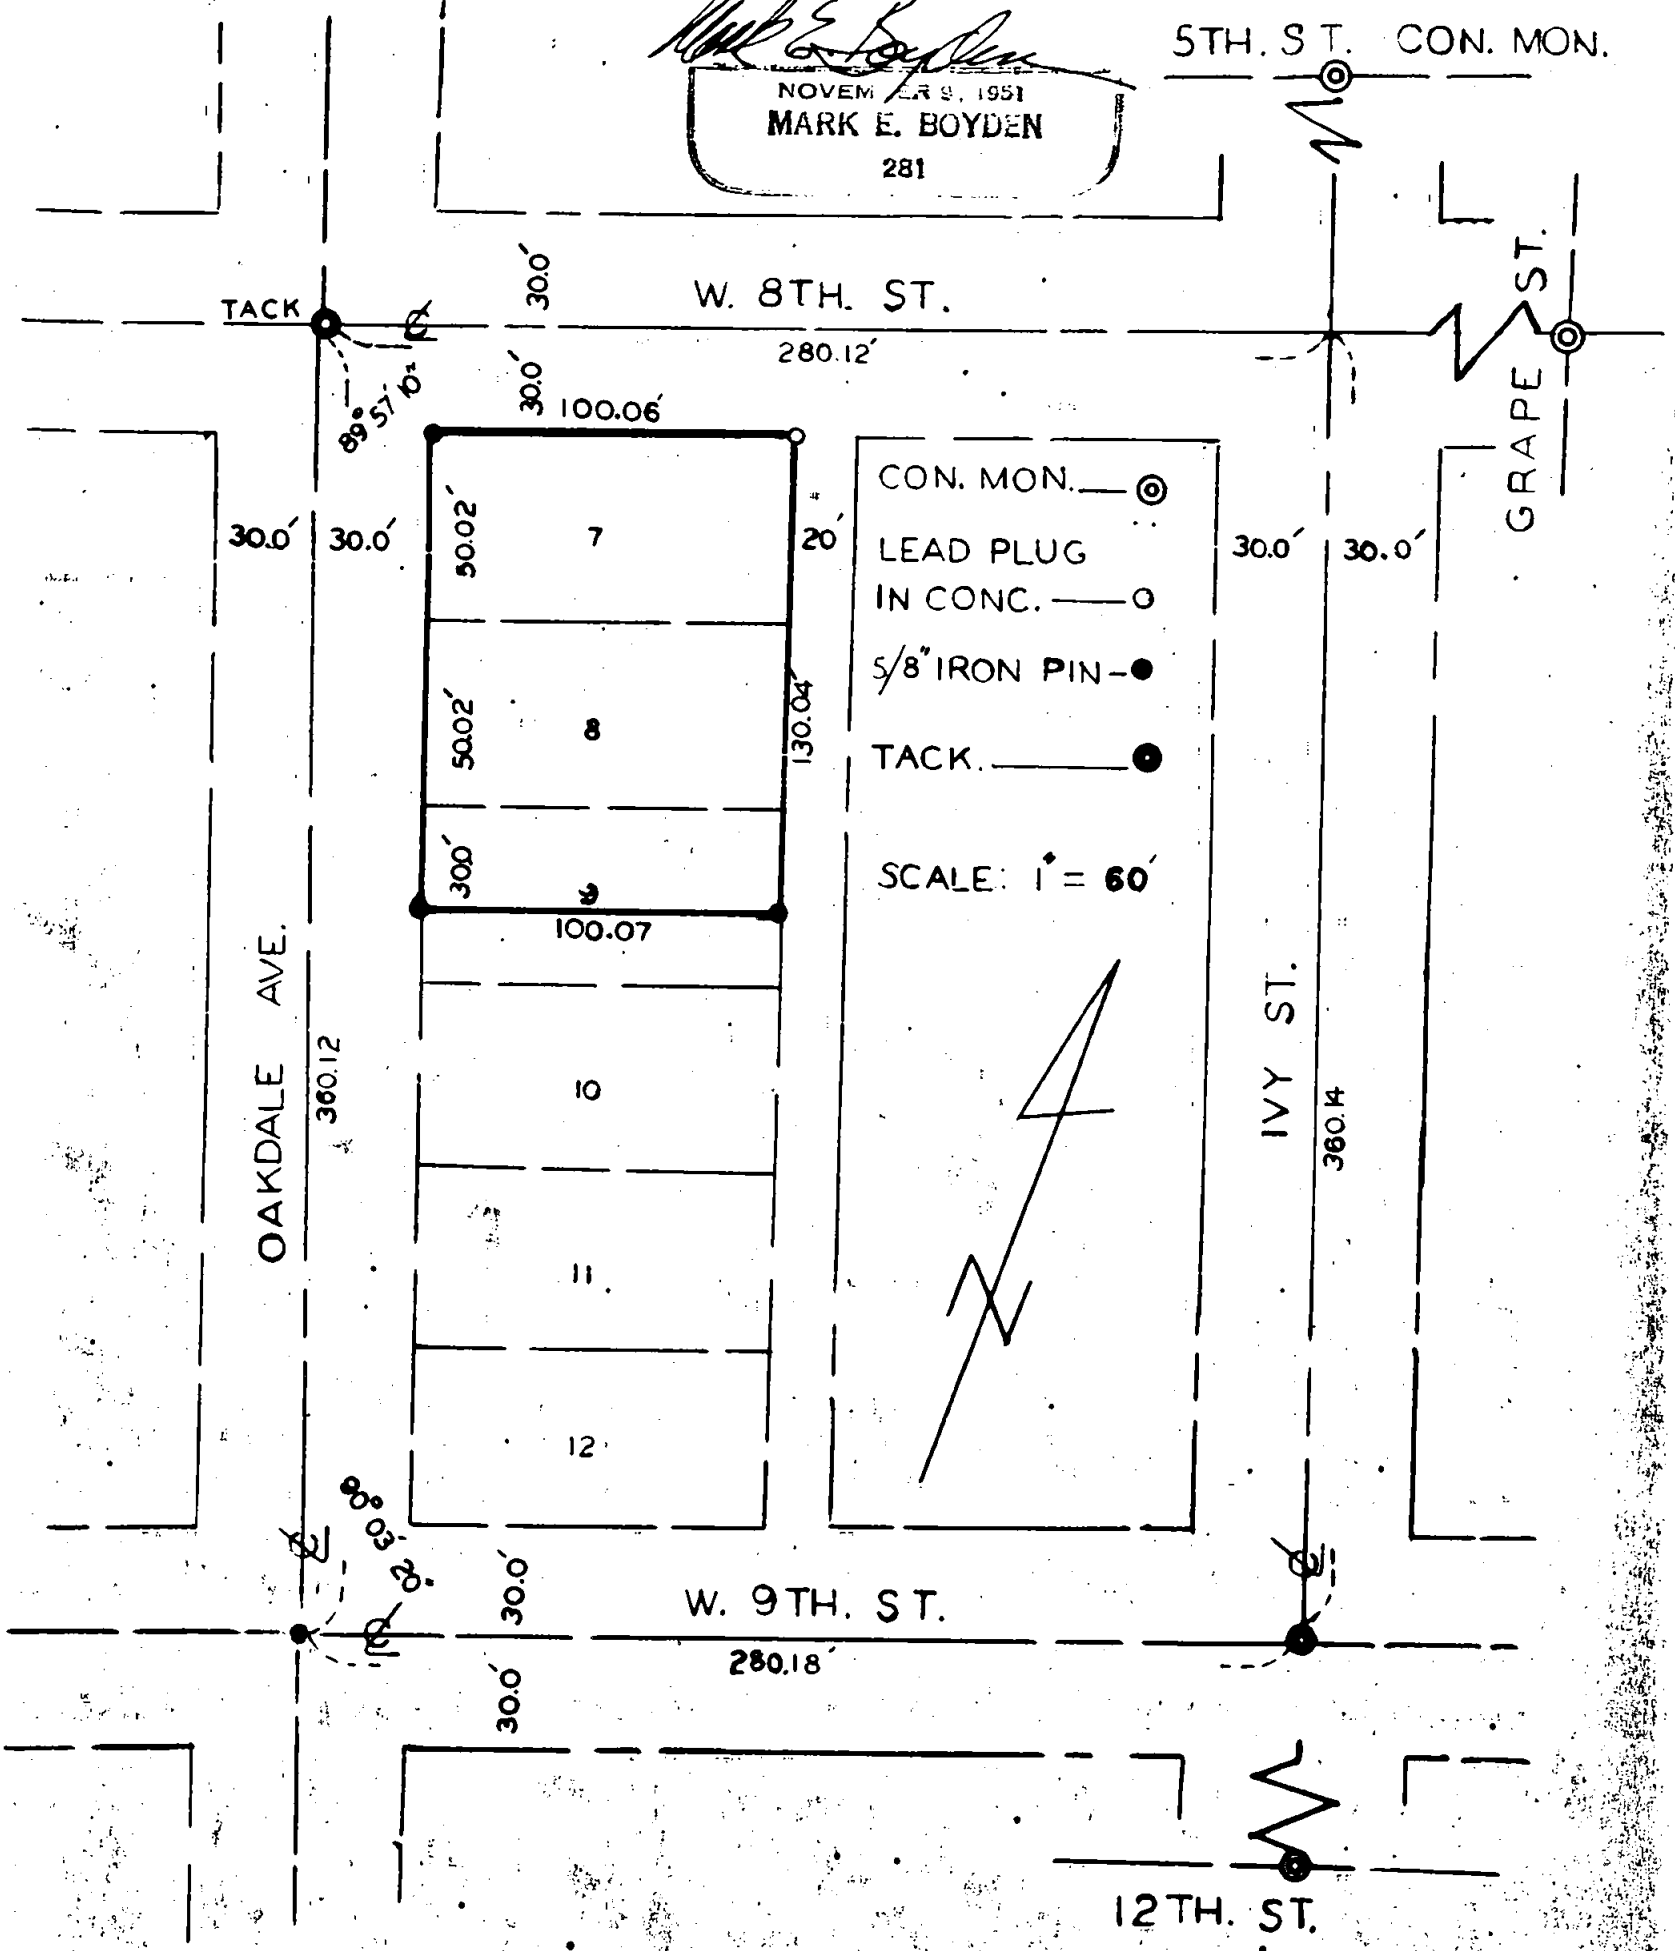 Mark E. Boyden
5TH. ST. CON. MON.
NOVEMBER 9, 1951
MARK E. BOYDEN
281
GRAPE ST.
30.0'
W. 8TH. ST.
TACK
℄
280.12'
30.0'
89° 57' 10"
100.06'
CON. MON.
50.02'
7
20'
30.0'
30.0'
LEAD PLUG
30.0'
30.0'
IN CONC.
5/8" IRON PIN
50.02'
8
130.04'
TACK.
30.0'
9
SCALE: 1" = 60'
100.07
OAKDALE AVE.
360.12
10
IVY ST.
360.14
11
N
12
90° 03' 20"
℄
℄
℄
30.0'
W. 9TH. ST.
280.18'
30.0'
12TH. ST.